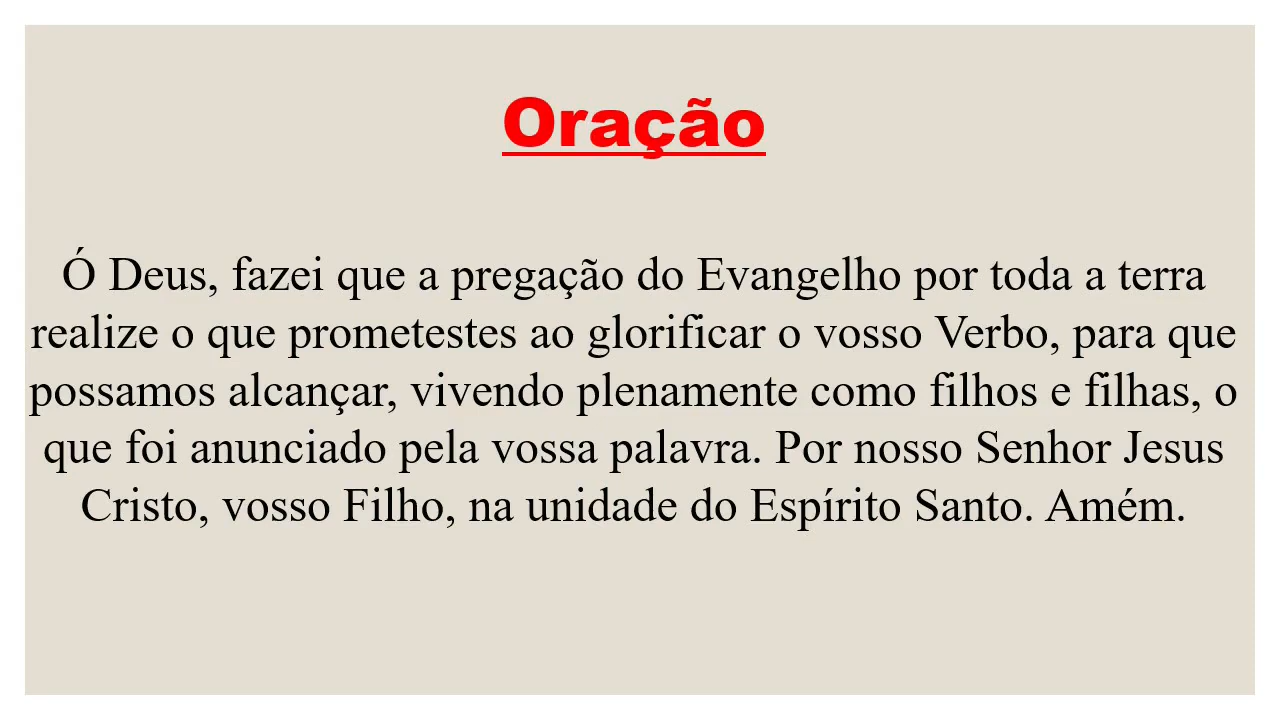 Oração
Ó Deus, fazei que a pregação do Evangelho por toda a terra
realize o que prometestes ao glorificar o vosso Verbo, para que
possamos alcançar, vivendo plenamente como filhos e filhas, o
que foi anunciado pela vossa palavra. Por nosso Senhor Jesus
Cristo, vosso Filho, na unidade do Espírito Santo. Amém.